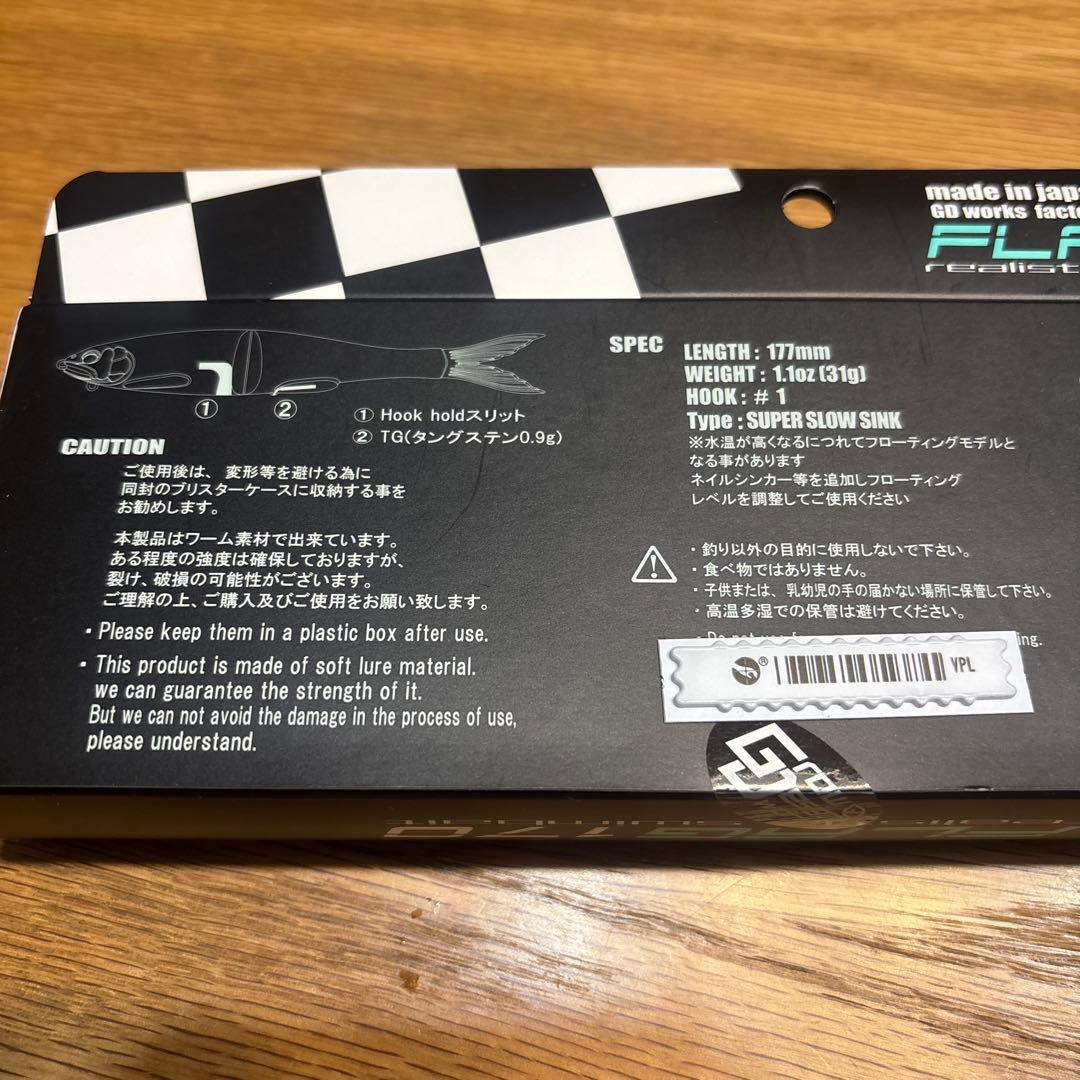 made in
GD works
realist
SPEC
LENGTH : 177mm
WEIGHT : 1.1oz (31g)
HOOK : # 1
Type : SUPER SLOW SINK
※水温が高くなるにつれてフローティングモデルと
なる事があります
ネイルシンカー等を追加しフローティング
レベルを調整してご使用ください
① ②
① Hook holdスリット
② TG(タングステン0.9g)
CAUTION
ご使用後は、変形等を避ける為に
同封のブリスターケースに収納する事を
お勧めします。
本製品はワーム素材で出来ています。
ある程度の強度は確保しておりますが、
裂け、破損の可能性がございます。
ご理解の上、ご購入及びご使用をお願い致します。
・Please keep them in a plastic box after use.
・This product is made of soft lure material.
we can guarantee the strength of it.
But we can not avoid the damage in the process of use,
please understand.
・釣り以外の目的に使用しないで下さい。
・食べ物ではありません。
・子供または、乳幼児の手の届かない場所に保管して下さい。
・高温多湿での保管は避けてください。
・Do not use
ing.
® VPL
170